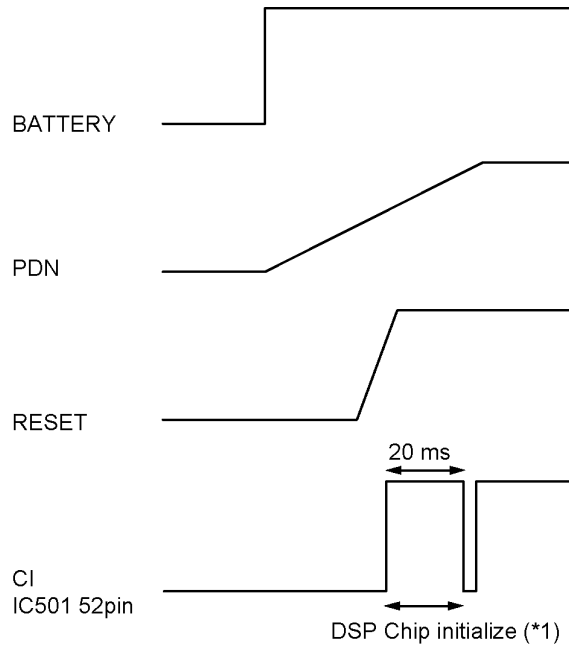 BATTERY
PDN
RESET
20 ms
CI
IC501 52pin
DSP Chip initialize (*1)